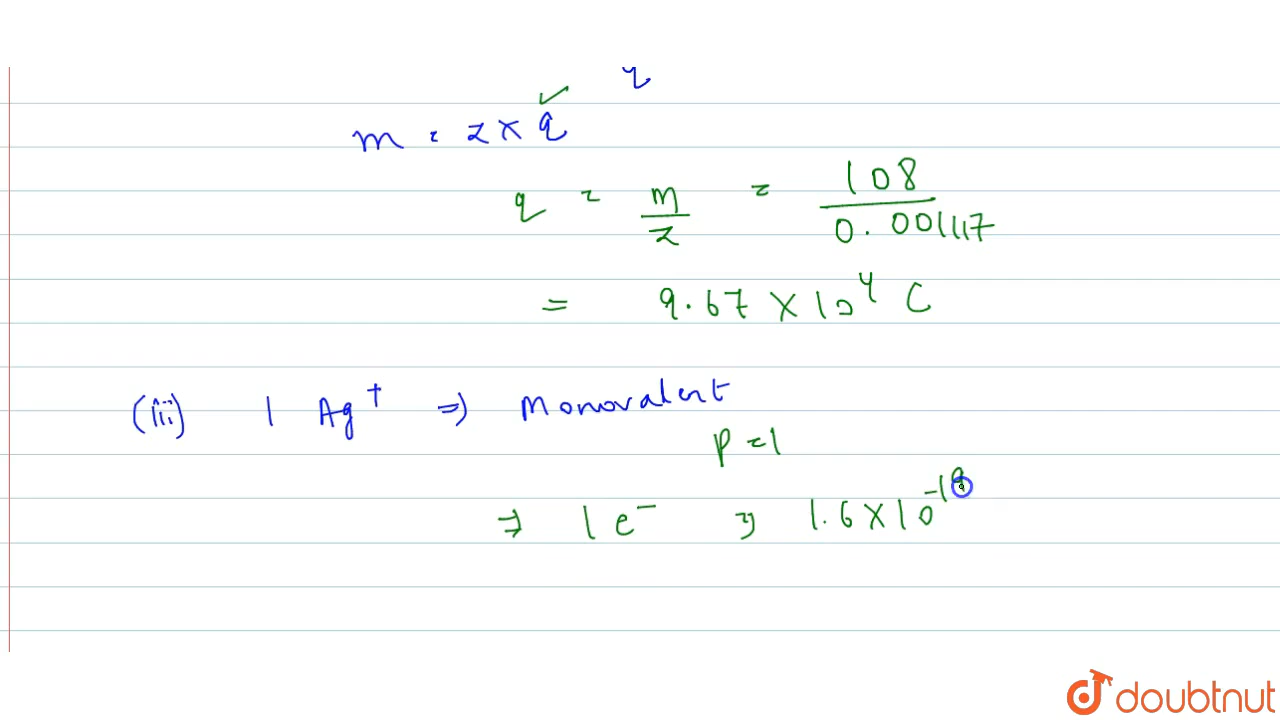 q
m = z × q
q = m/z = 108/0.001117
= 9.67 × 10⁴ C
(iii) 1 Ag⁺ ⇒ Monovalent
p = 1
⇒ 1 e⁻ ⇒ 1.6 × 10⁻¹⁹
doubtnut